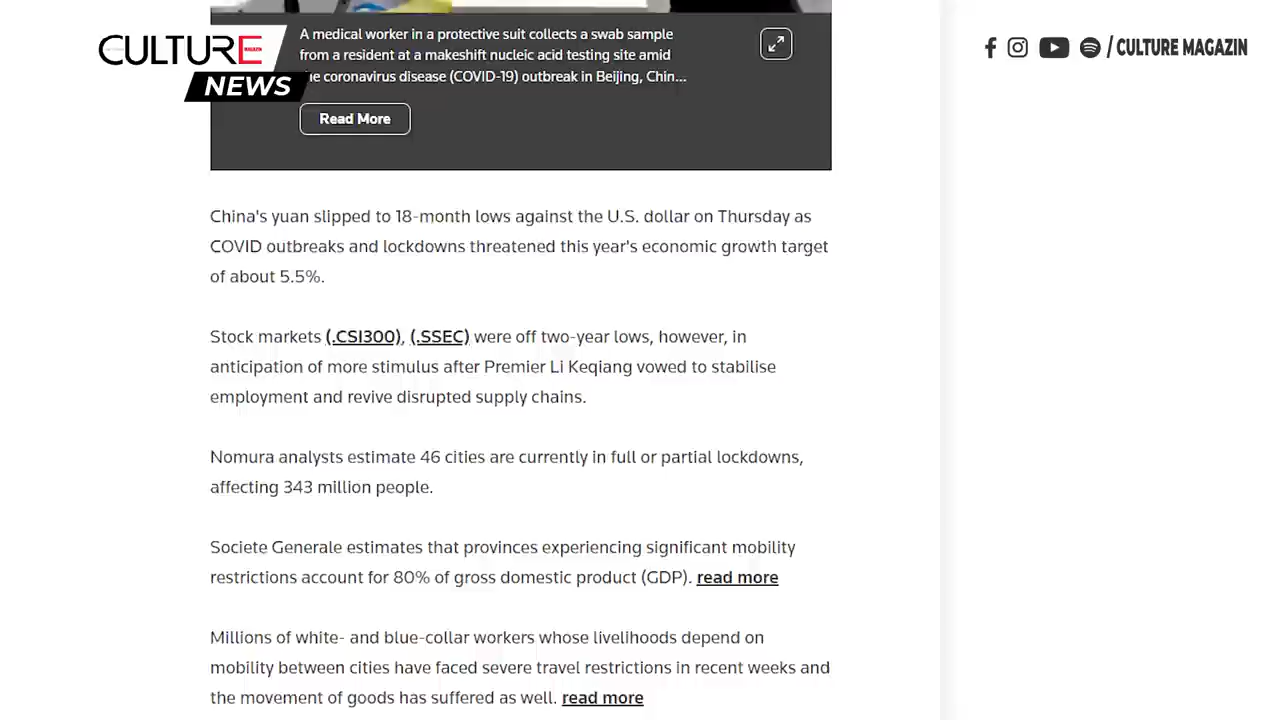 CULTURE
NEWS
/ CULTURE MAGAZIN
A medical worker in a protective suit collects a swab sample
from a resident at a makeshift nucleic acid testing site amid
he coronavirus disease (COVID-19) outbreak in Beijing, Chin...
Read More
China's yuan slipped to 18-month lows against the U.S. dollar on Thursday as
COVID outbreaks and lockdowns threatened this year's economic growth target
of about 5.5%.
Stock markets (.CSI300), (.SSEC) were off two-year lows, however, in
anticipation of more stimulus after Premier Li Keqiang vowed to stabilise
employment and revive disrupted supply chains.
Nomura analysts estimate 46 cities are currently in full or partial lockdowns,
affecting 343 million people.
Societe Generale estimates that provinces experiencing significant mobility
restrictions account for 80% of gross domestic product (GDP). read more
Millions of white- and blue-collar workers whose livelihoods depend on
mobility between cities have faced severe travel restrictions in recent weeks and
the movement of goods has suffered as well. read more